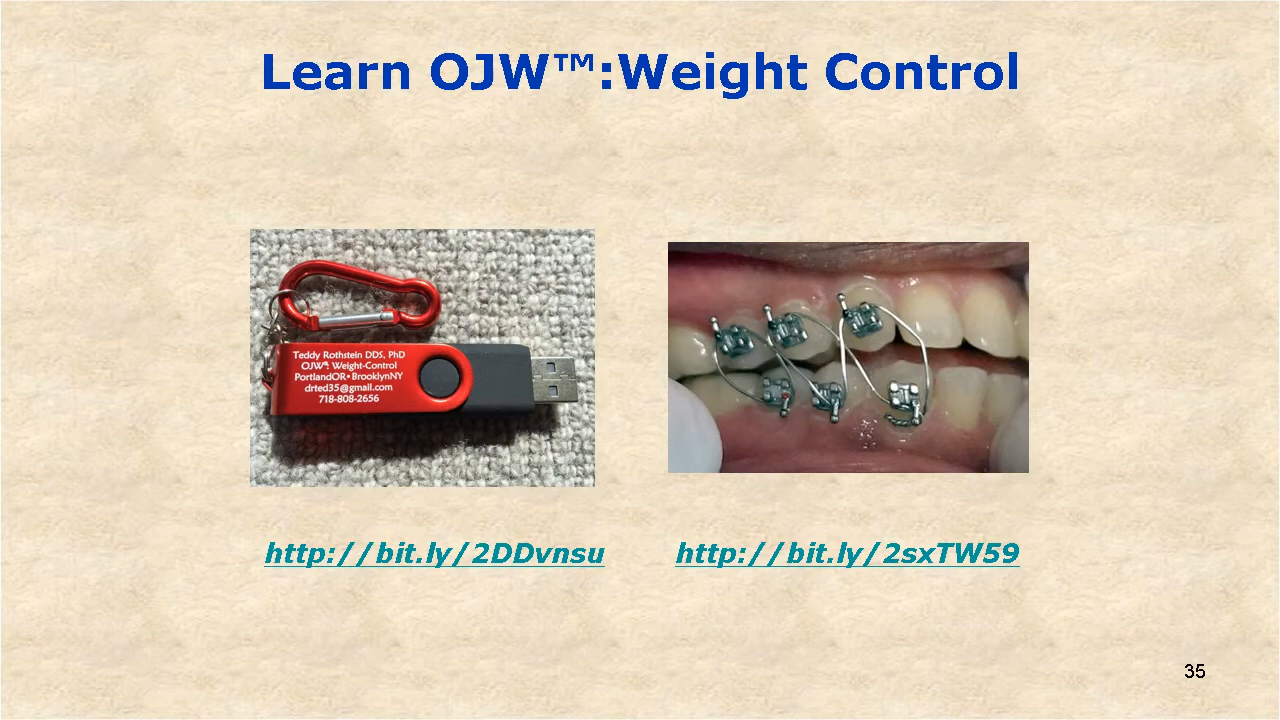 Learn OJW™:Weight Control
Teddy Rothstein DDS, PhD
OJW®: Weight-Control
PortlandOR•BrooklynNY
drted35@gmail.com
718-808-2656
http://bit.ly/2DDvnsu
http://bit.ly/2sxTW59
35